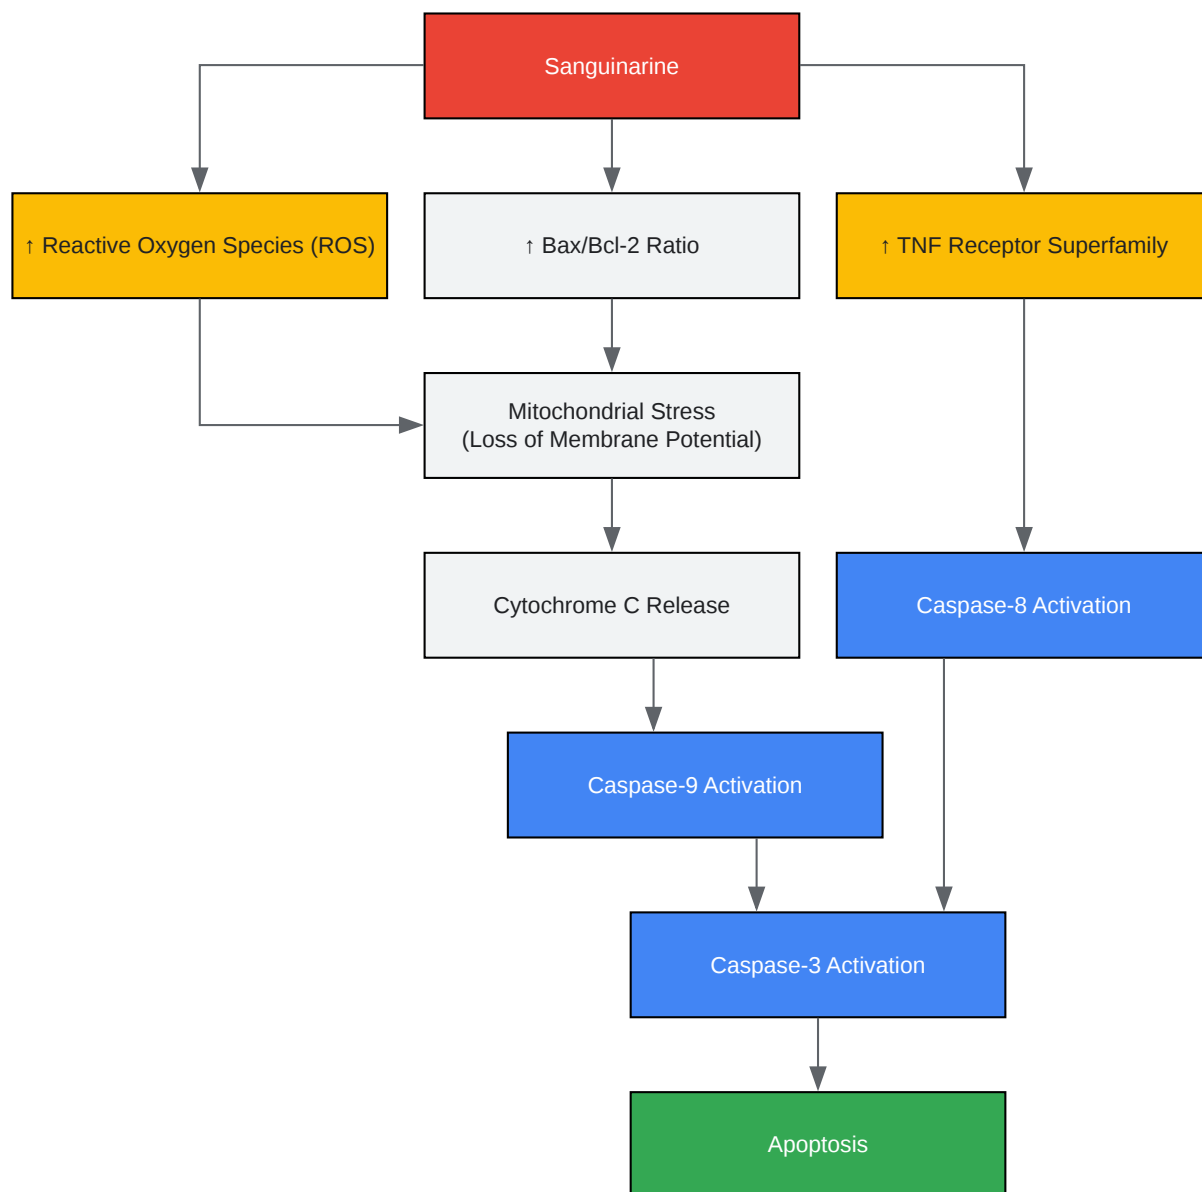 Sanguinarine
↑ Reactive Oxygen Species (ROS)
↑ Bax/Bcl-2 Ratio
↑ TNF Receptor Superfamily
Mitochondrial Stress
(Loss of Membrane Potential)
Cytochrome C Release
Caspase-8 Activation
Caspase-9 Activation
Caspase-3 Activation
Apoptosis